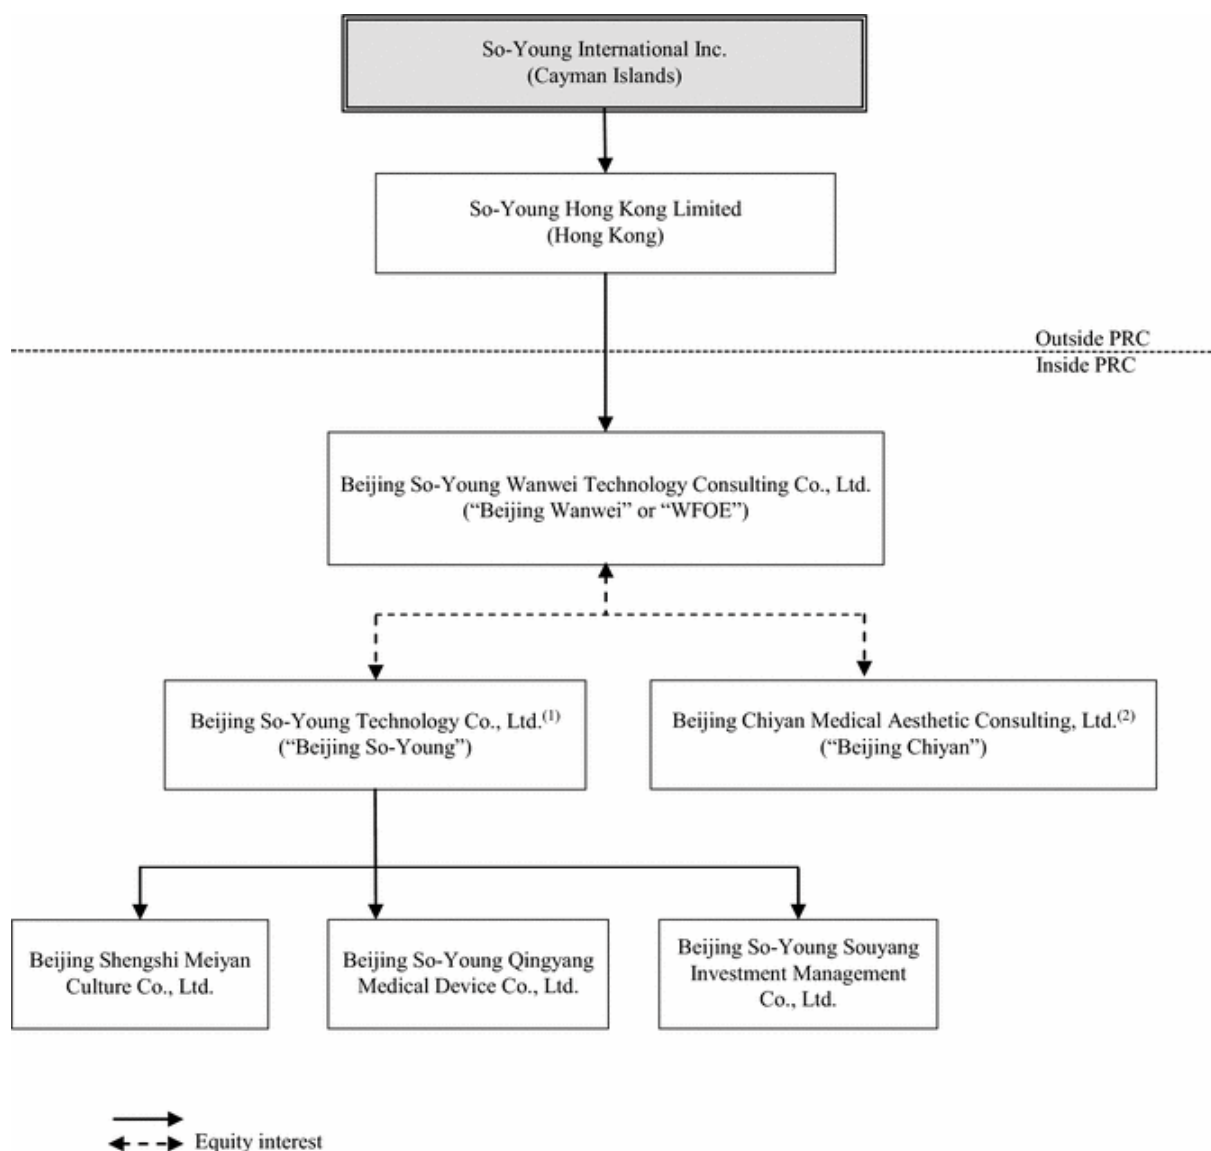 So-Young International Inc.
(Cayman Islands)
So-Young Hong Kong Limited
(Hong Kong)
Outside PRC
Inside PRC
Beijing So-Young Wanwei Technology Consulting Co., Ltd.
(“Beijing Wanwei” or “WFOE”)
Beijing So-Young Technology Co., Ltd.(1)
(“Beijing So-Young”)
Beijing Chiyan Medical Aesthetic Consulting, Ltd.(2)
(“Beijing Chiyan”)
Beijing Shengshi Meiyan
Culture Co., Ltd.
Beijing So-Young Qingyang
Medical Device Co., Ltd.
Beijing So-Young Souyang
Investment Management
Co., Ltd.
Equity interest